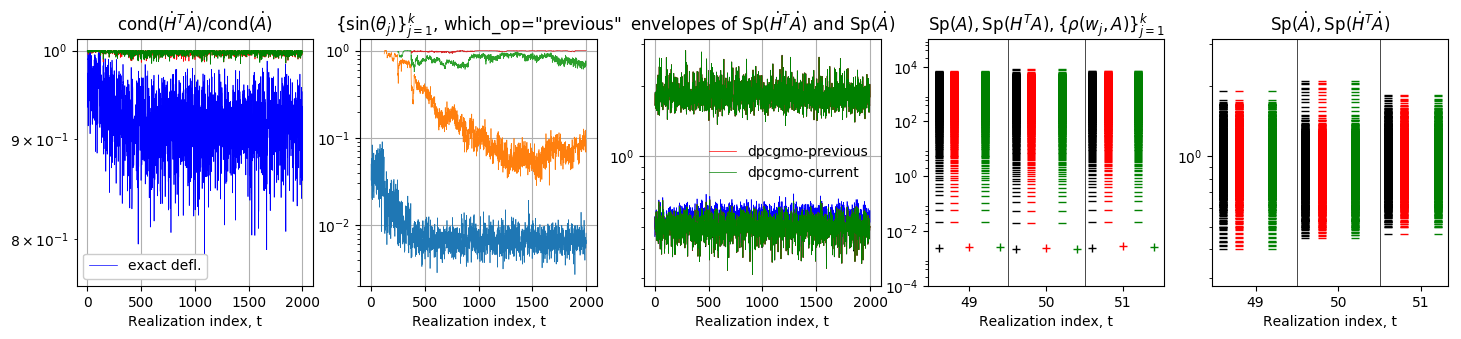 cond(Ḣ^TȦ)/cond(Ȧ)
10^0
9 × 10^-1
8 × 10^-1
exact defl.
0 500 1000 1500 2000
Realization index, t
{sin(θ_j)}_{j=1}^k, which_op="previous"
10^0
10^-1
10^-2
0 500 1000 1500 2000
Realization index, t
envelopes of Sp(Ḣ^TȦ) and Sp(Ȧ)
10^0
dpcgmo-previous
dpcgmo-current
0 500 1000 1500 2000
Realization index, t
Sp(A), Sp(H^TA), {ρ(w_j, A)}_{j=1}^k
10^4
10^2
10^0
10^-2
10^-4
49 50 51
Realization index, t
Sp(Ȧ), Sp(Ḣ^TȦ)
10^0
49 50 51
Realization index, t